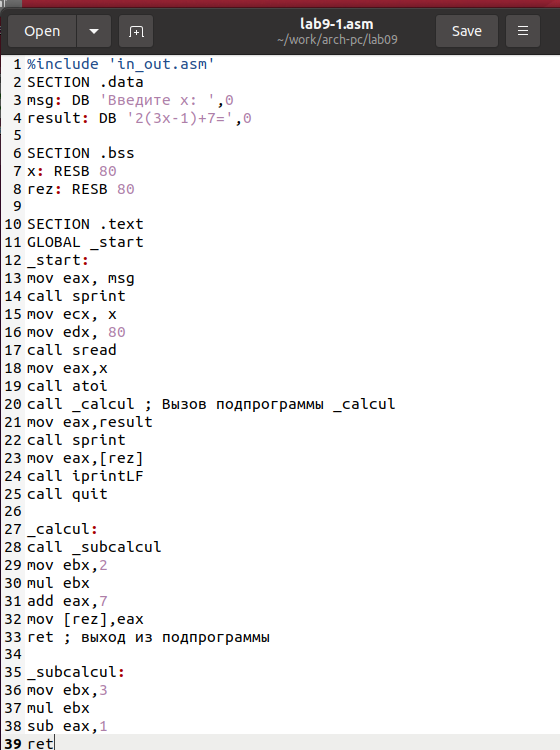 Open
lab9-1.asm
~/work/arch-pc/lab09
Save
1 %include 'in_out.asm'
2 SECTION .data
3 msg: DB 'Введите x: ',0
4 result: DB '2(3x-1)+7=',0
5
6 SECTION .bss
7 x: RESB 80
8 rez: RESB 80
9
10 SECTION .text
11 GLOBAL _start
12 _start:
13 mov eax, msg
14 call sprint
15 mov ecx, x
16 mov edx, 80
17 call sread
18 mov eax,x
19 call atoi
20 call _calcul ; Вызов подпрограммы _calcul
21 mov eax,result
22 call sprint
23 mov eax,[rez]
24 call iprintLF
25 call quit
26
27 _calcul:
28 call _subcalcul
29 mov ebx,2
30 mul ebx
31 add eax,7
32 mov [rez],eax
33 ret ; выход из подпрограммы
34
35 _subcalcul:
36 mov ebx,3
37 mul ebx
38 sub eax,1
39 ret